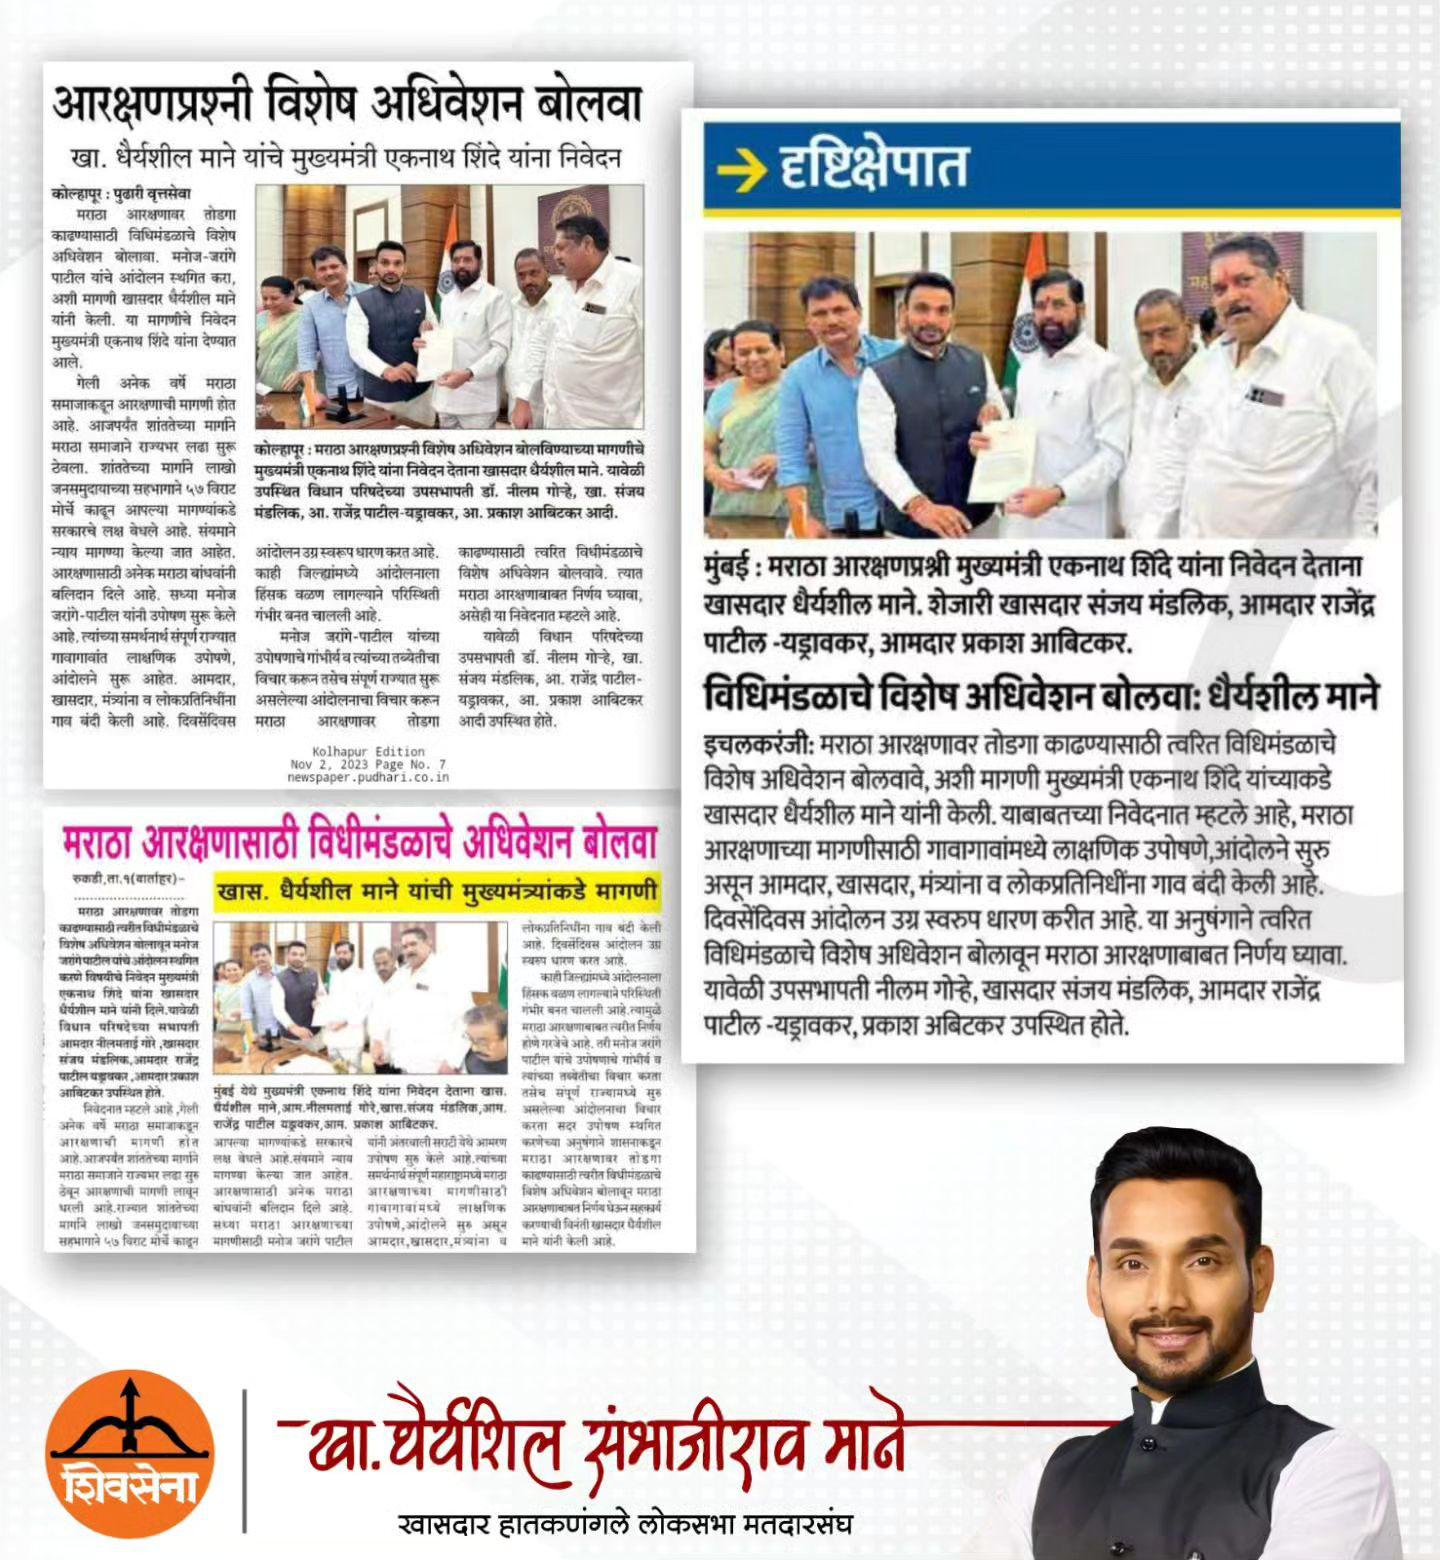 आरक्षणप्रश्नी विशेष अधिवेशन बोलवा
खा. धैर्यशील माने यांचे मुख्यमंत्री एकनाथ शिंदे यांना निवेदन
कोल्हापूर : पुढारी वृत्तसेवा
मराठा आरक्षणावर तोडगा
काढण्यासाठी विधिमंडळाचे विशेष
अधिवेशन बोलावा. मनोज-जरांगे
पाटील यांचे आंदोलन स्थगित करा,
अशी मागणी खासदार धैर्यशील माने
यांनी केली. या मागणीचे निवेदन
मुख्यमंत्री एकनाथ शिंदे यांना देण्यात
आले.
गेली अनेक वर्षे मराठा
समाजाकडून आरक्षणाची मागणी होत
आहे. आजपर्यंत शांततेच्या मार्गाने
मराठा समाजाने राज्यभर लढा सुरू
ठेवला. शांततेच्या मार्गाने लाखो
जनसमुदायाच्या सहभागाने ५७ विराट
मोर्चे काढून आपल्या मागण्यांकडे
सरकारचे लक्ष वेधले आहे. संयमाने
न्याय मागण्या केल्या जात आहेत.
आरक्षणासाठी अनेक मराठा बांधवांनी
बलिदान दिले आहे. सध्या मनोज
जरांगे-पाटील यांनी उपोषण सुरू केले
आहे. त्यांच्या समर्थनार्थ संपूर्ण राज्यात
गावागावांत लाक्षणिक उपोषणे,
आंदोलने सुरू आहेत. आमदार,
खासदार, मंत्र्यांना व लोकप्रतिनिधींना
गाव बंदी केली आहे. दिवसेंदिवस
कोल्हापूर : मराठा आरक्षणप्रश्नी विशेष अधिवेशन बोलविण्याच्या मागणीचे
मुख्यमंत्री एकनाथ शिंदे यांना निवेदन देताना खासदार धैर्यशील माने. यावेळी
उपस्थित विधान परिषदेच्या उपसभापती डॉ. नीलम गोऱ्हे, खा. संजय
मंडलिक, आ. राजेंद्र पाटील-यड्रावकर, आ. प्रकाश आबिटकर आदी.
आंदोलन उग्र स्वरूप धारण करत आहे.
काही जिल्ह्यांमध्ये आंदोलनाला
हिंसक वळण लागल्याने परिस्थिती
गंभीर बनत चालली आहे.
मनोज जरांगे-पाटील यांच्या
उपोषणाचे गांभीर्य व त्यांच्या तब्येतीचा
विचार करून तसेच संपूर्ण राज्यात सुरू
असलेल्या आंदोलनाचा विचार करून
मराठा आरक्षणावर तोडगा
काढण्यासाठी त्वरित विधीमंडळाचे
विशेष अधिवेशन बोलवावे. त्यात
मराठा आरक्षणाबाबत निर्णय घ्यावा,
असेही या निवेदनात म्हटले आहे.
यावेळी विधान परिषदेच्या
उपसभापती डॉ. नीलम गोऱ्हे, खा.
संजय मंडलिक, आ. राजेंद्र पाटील-
यड्रावकर, आ. प्रकाश आबिटकर
आदी उपस्थित होते.
Kolhapur Edition
Nov 2, 2023 Page No. 7
newspaper.pudhari.co.in
दृष्टिक्षेपात
मुंबई : मराठा आरक्षणप्रश्नी मुख्यमंत्री एकनाथ शिंदे यांना निवेदन देताना
खासदार धैर्यशील माने. शेजारी खासदार संजय मंडलिक, आमदार राजेंद्र
पाटील -यड्रावकर, आमदार प्रकाश आबिटकर.
विधिमंडळाचे विशेष अधिवेशन बोलवा: धैर्यशील माने
इचलकरंजी: मराठा आरक्षणावर तोडगा काढण्यासाठी त्वरित विधिमंडळाचे
विशेष अधिवेशन बोलवावे, अशी मागणी मुख्यमंत्री एकनाथ शिंदे यांच्याकडे
खासदार धैर्यशील माने यांनी केली. याबाबतच्या निवेदनात म्हटले आहे, मराठा
आरक्षणाच्या मागणीसाठी गावागावांमध्ये लाक्षणिक उपोषणे,आंदोलने सुरु
असून आमदार, खासदार, मंत्र्यांना व लोकप्रतिनिधींना गाव बंदी केली आहे.
दिवसेंदिवस आंदोलन उग्र स्वरुप धारण करीत आहे. या अनुषंगाने त्वरित
विधिमंडळाचे विशेष अधिवेशन बोलावून मराठा आरक्षणाबाबत निर्णय घ्यावा.
यावेळी उपसभापती नीलम गोऱ्हे, खासदार संजय मंडलिक, आमदार राजेंद्र
पाटील -यड्रावकर, प्रकाश अबिटकर उपस्थित होते.
मराठा आरक्षणासाठी विधीमंडळाचे अधिवेशन बोलवा
खास. धैर्यशील माने यांची मुख्यमंत्र्यांकडे मागणी
रुकडी,ता.१(वार्ताहर)–
मराठा आरक्षणावर तोडगा
काढण्यासाठी त्वरीत विधीमंडळाचे
विशेष अधिवेशन बोलावून मनोज
जरांगे पाटील यांचे आंदोलन स्थगित
करणे विषयीचे निवेदन मुख्यमंत्री
एकनाथ शिंदे यांना खासदार
धैर्यशील माने यांनी दिले.यावेळी
विधान परिषदेच्या सभापती
आमदार नीलमताई गोरे ,खासदार
संजय मंडलिक,आमदार राजेंद्र
पाटील यड्रावकर ,आमदार प्रकाश
आबिटकर उपस्थित होते.
निवेदनात म्हटले आहे ,गेली
अनेक वर्षे मराठा समाजाकडून
आरक्षणाची मागणी होत
आहे.आजपर्यंत शांततेच्या मार्गाने
मराठा समाजाने राज्यभर लढा सुरु
ठेवून आरक्षणाची मागणी लावून
धरली आहे.राज्यात शांततेच्या
मार्गाने लाखो जनसमुदायाच्या
सहभागाने ५७ विराट मोर्चे काढून
मुंबई येथे मुख्यमंत्री एकनाथ शिंदे यांना निवेदन देताना खास.
धैर्यशील माने,आम.नीलमताई गोरे,खास.संजय मंडलिक,आम.
राजेंद्र पाटील यड्रावकर,आम. प्रकाश आबिटकर.
आपल्या मागण्यांकडे सरकारचे
लक्ष वेधले आहे.संयमाने न्याय
मागण्या केल्या जात आहेत.
आरक्षणासाठी अनेक मराठा
बांधवांनी बलिदान दिले आहे.
सध्या मराठा आरक्षणाच्या
मागणीसाठी मनोज जरांगे पाटील
यांनी अंतरवाली सराटी येथे आमरण
उपोषण सुरु केले आहे.त्यांच्या
समर्थनार्थ संपूर्ण महाराष्ट्रामध्ये मराठा
आरक्षणाच्या मागणीसाठी
गावागावांमध्ये लाक्षणिक
उपोषणे,आंदोलने सुरु असून
आमदार,खासदार,मंत्र्यांना व
लोकप्रतिनिधींना गाव बंदी केली
आहे. दिवसेंदिवस आंदोलन उग्र
स्वरुप धारण करत आहे.
काही जिल्ह्यांमध्ये आंदोलनाला
हिंसक वळण लागल्याने परिस्थिती
गंभीर बनत चालली आहे.त्यामुळे
मराठा आरक्षणाबाबत त्वरीत निर्णय
होणे गरजेचे आहे. तरी मनोज जरांगे
पाटील यांचे उपोषणाचे गांभीर्य व
त्यांच्या तब्येतीचा विचार करता
तसेच संपूर्ण राज्यामध्ये सुरु
असलेल्या आंदोलनाचा विचार
करता सदर उपोषण स्थगित
करणेच्या अनुषंगाने शासनाकडून
मराठा आरक्षणावर तोडगा
काढण्यासाठी त्वरीत विधीमंडळाचे
विशेष अधिवेशन बोलावून मराठा
आरक्षणाबाबत निर्णय घेऊन सहकार्य
करण्याची विनंती खासदार धैर्यशील
माने यांनी केली आहे.
शिवसेना
खा.धैर्यशिल संभाजीराव माने
खासदार हातकणंगले लोकसभा मतदारसंघ